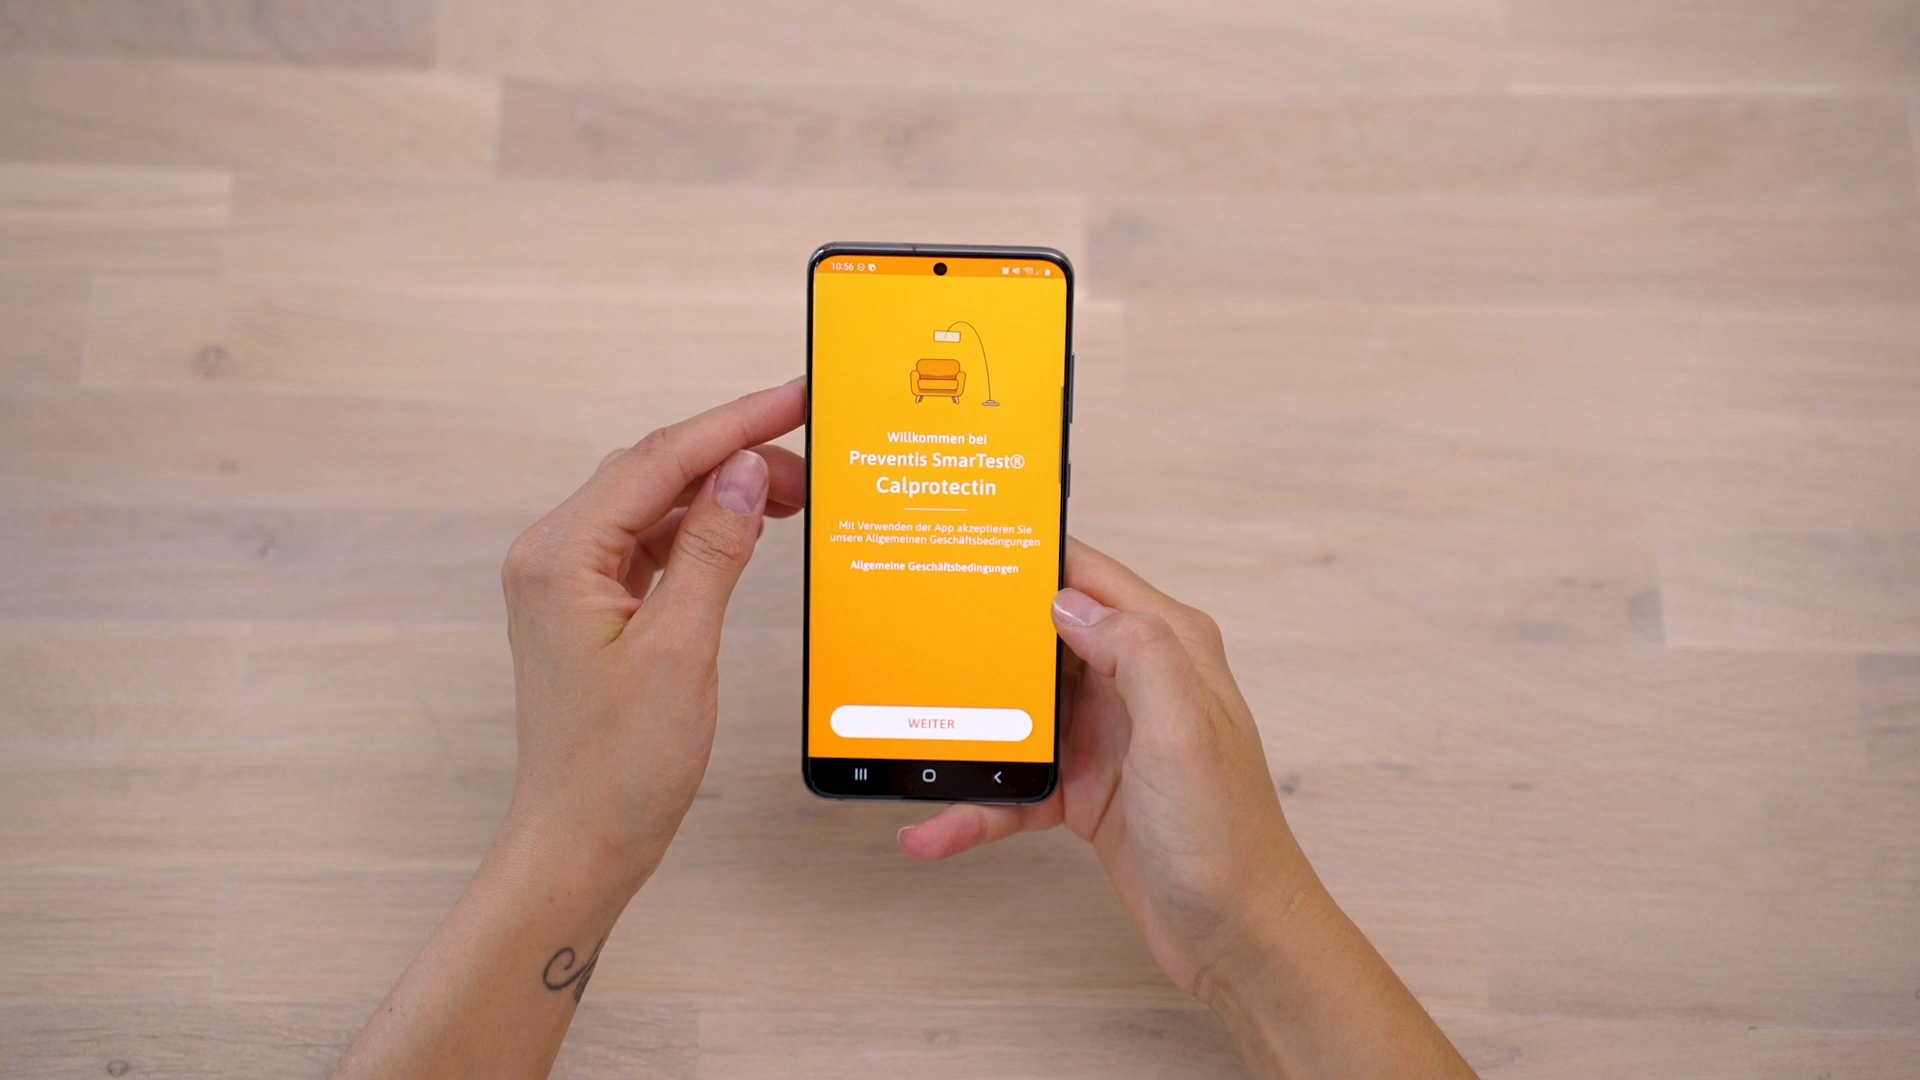 10:56
Willkommen bei
Preventis SmarTest®
Calprotectin
Mit Verwenden der App akzeptieren Sie
unsere Allgemeinen Geschäftsbedingungen
Allgemeine Geschäftsbedingungen
WEITER